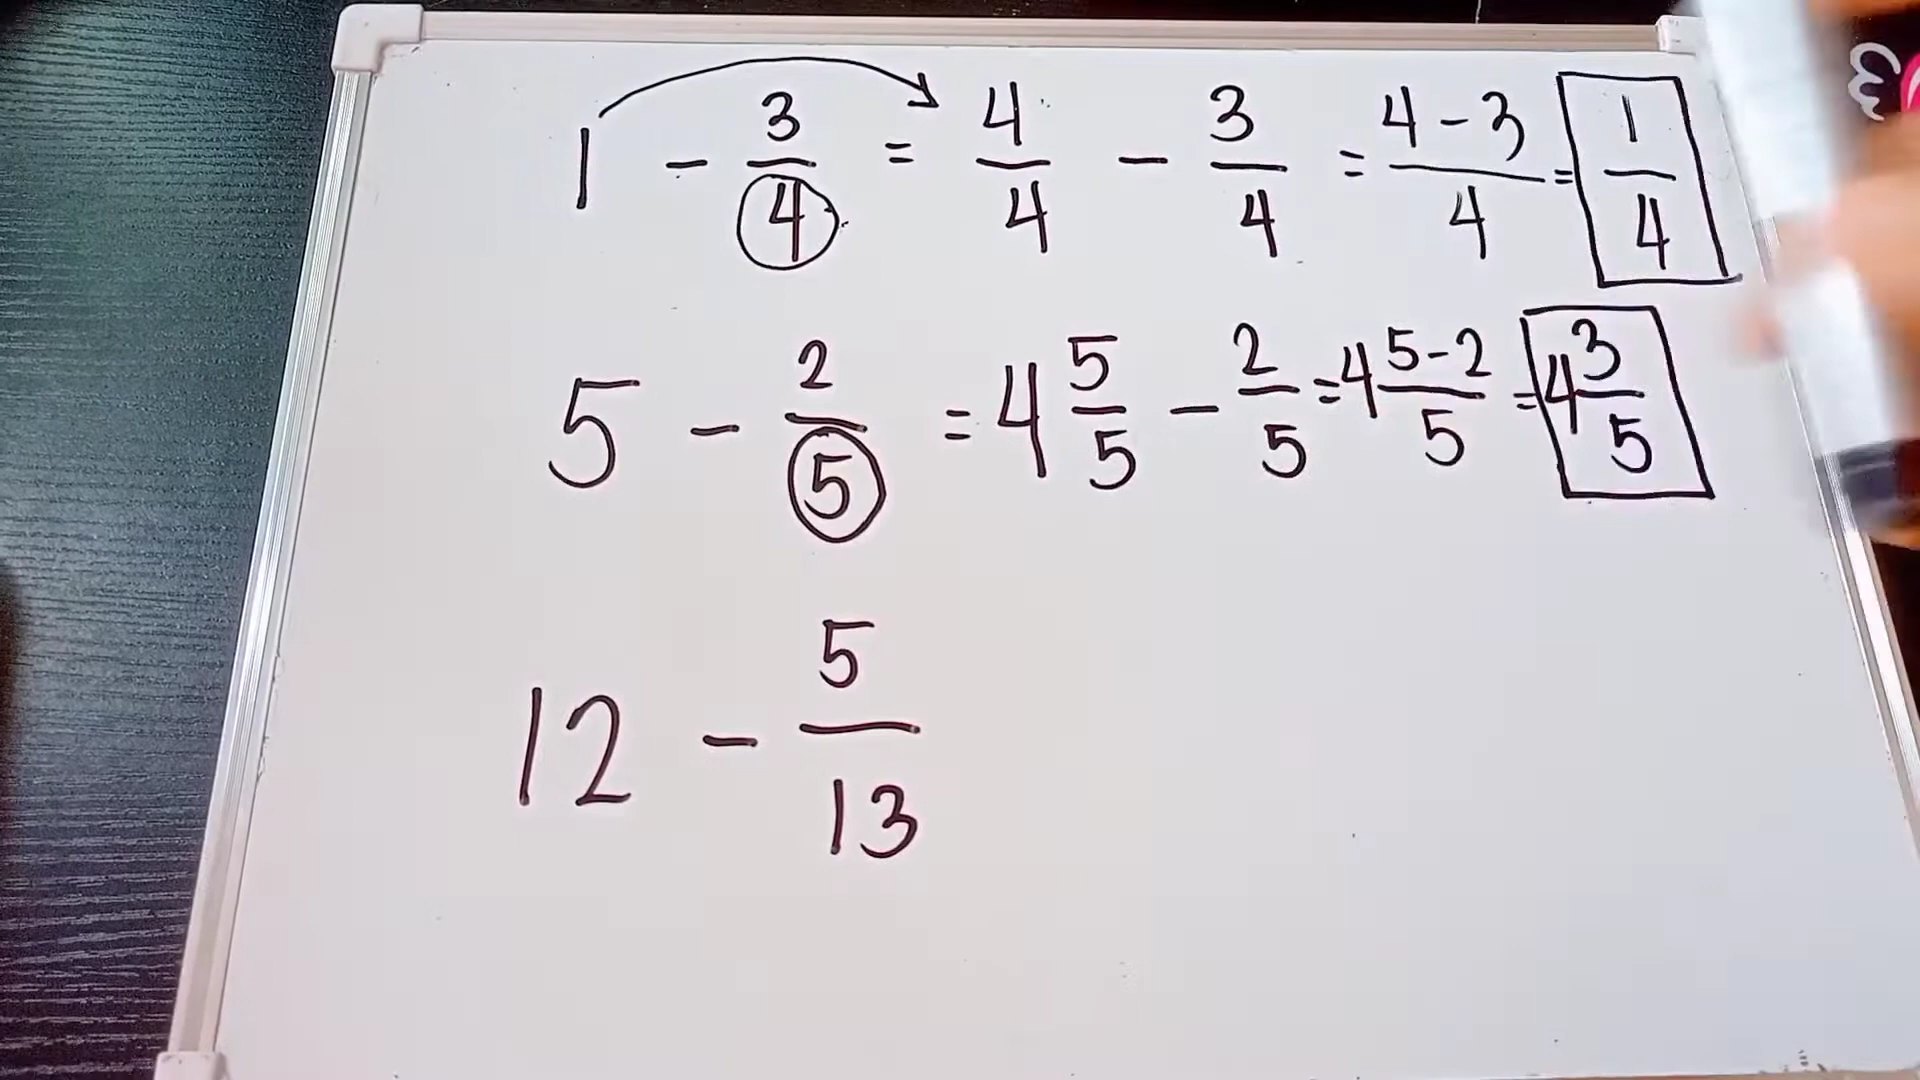 1 - 3/4 = 4/4 - 3/4 = 4-3/4 = 1/4
5 - 2/5 = 4 5/5 - 2/5 = 4 5-2/5 = 4 3/5
12 - 5/13